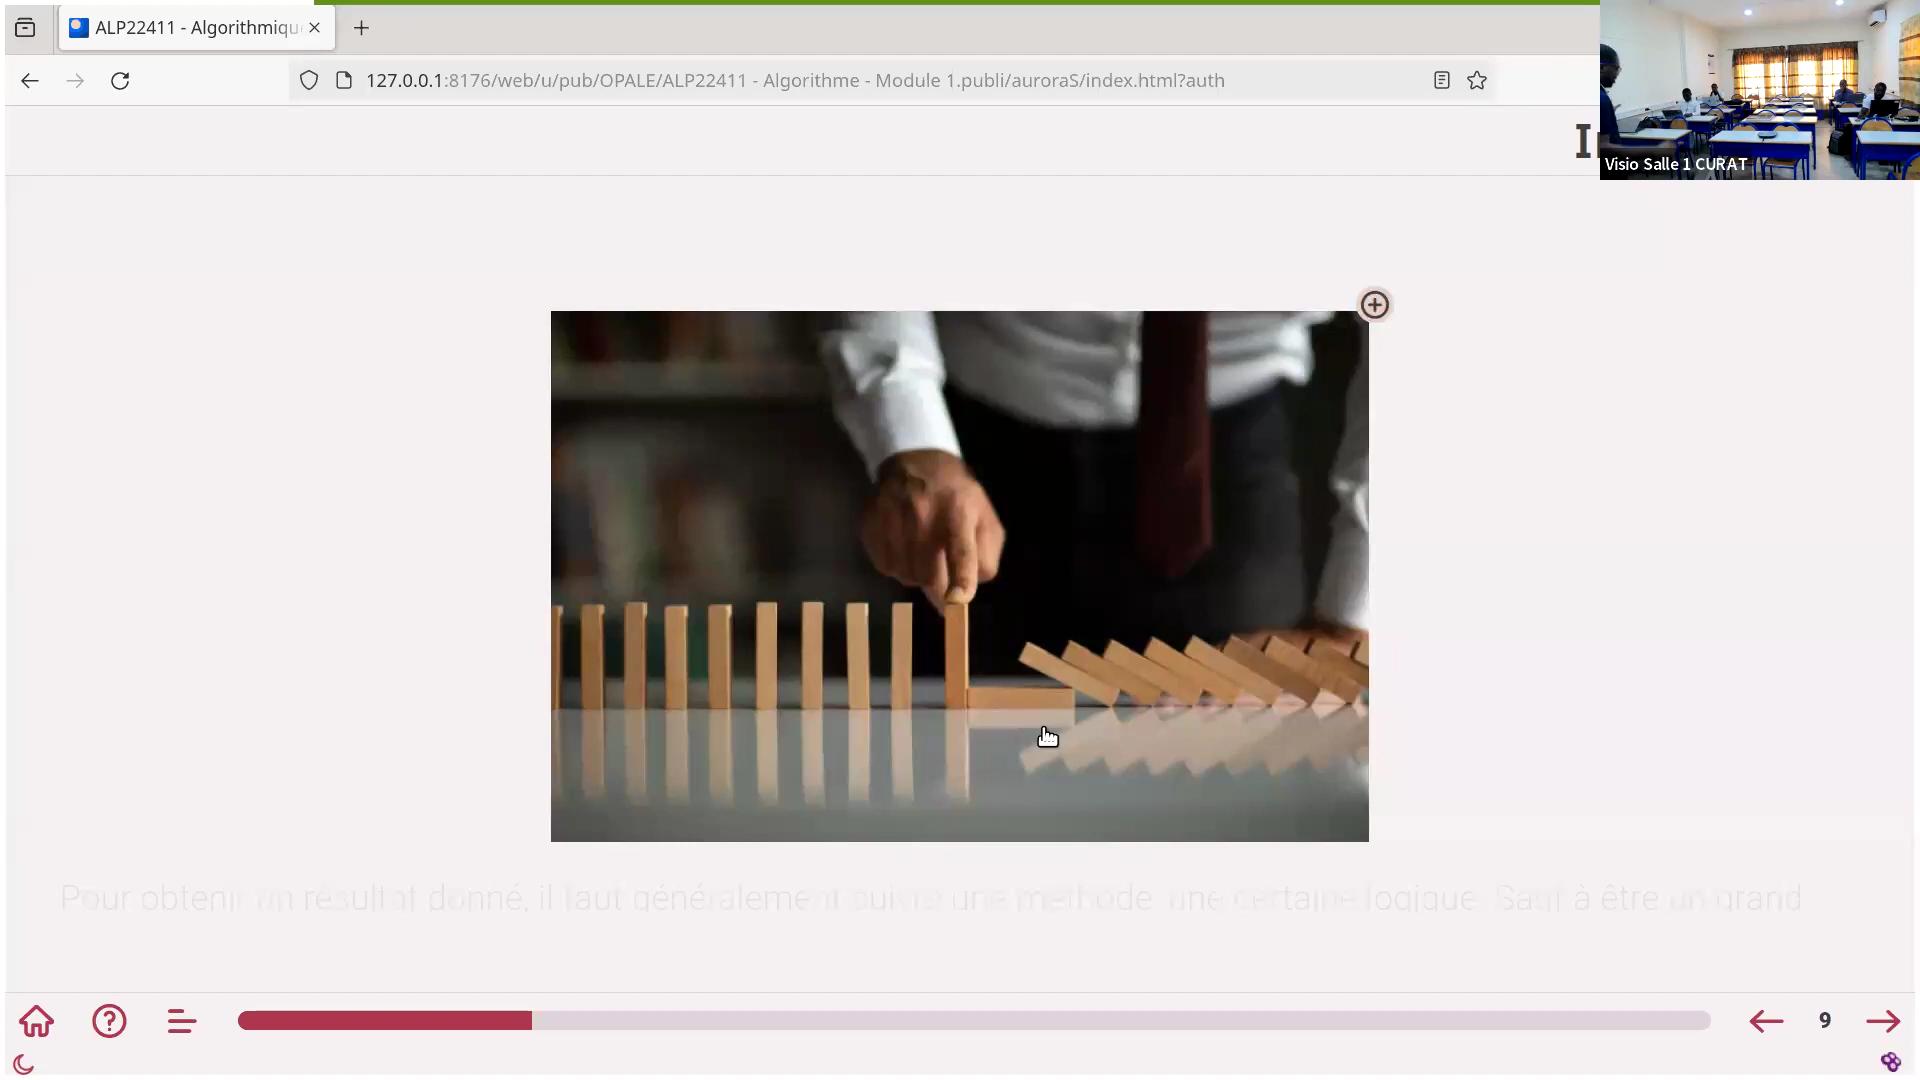 ALP22411 - Algorithmiqu
127.0.0.1:8176/web/u/pub/OPALE/ALP22411 - Algorithme - Module 1.publi/auroraS/index.html?auth
Visio Salle 1 CURAT
Pour obtenir un résultat donné, il faut généralement suivre une méthode, une certaine logique. Sauf à être un grand
9